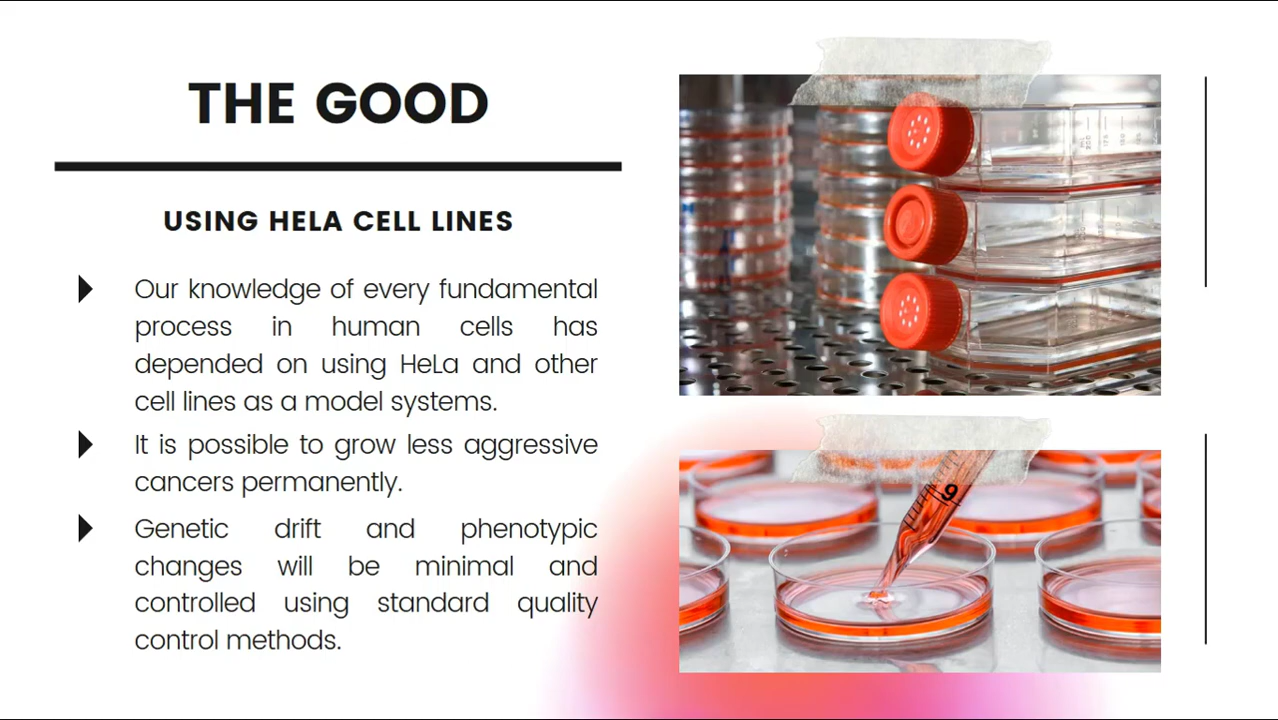 THE GOOD
USING HELA CELL LINES
Our knowledge of every fundamental
process in human cells has
depended on using HeLa and other
cell lines as a model systems.
It is possible to grow less aggressive
cancers permanently.
Genetic drift and phenotypic
changes will be minimal and
controlled using standard quality
control methods.
9